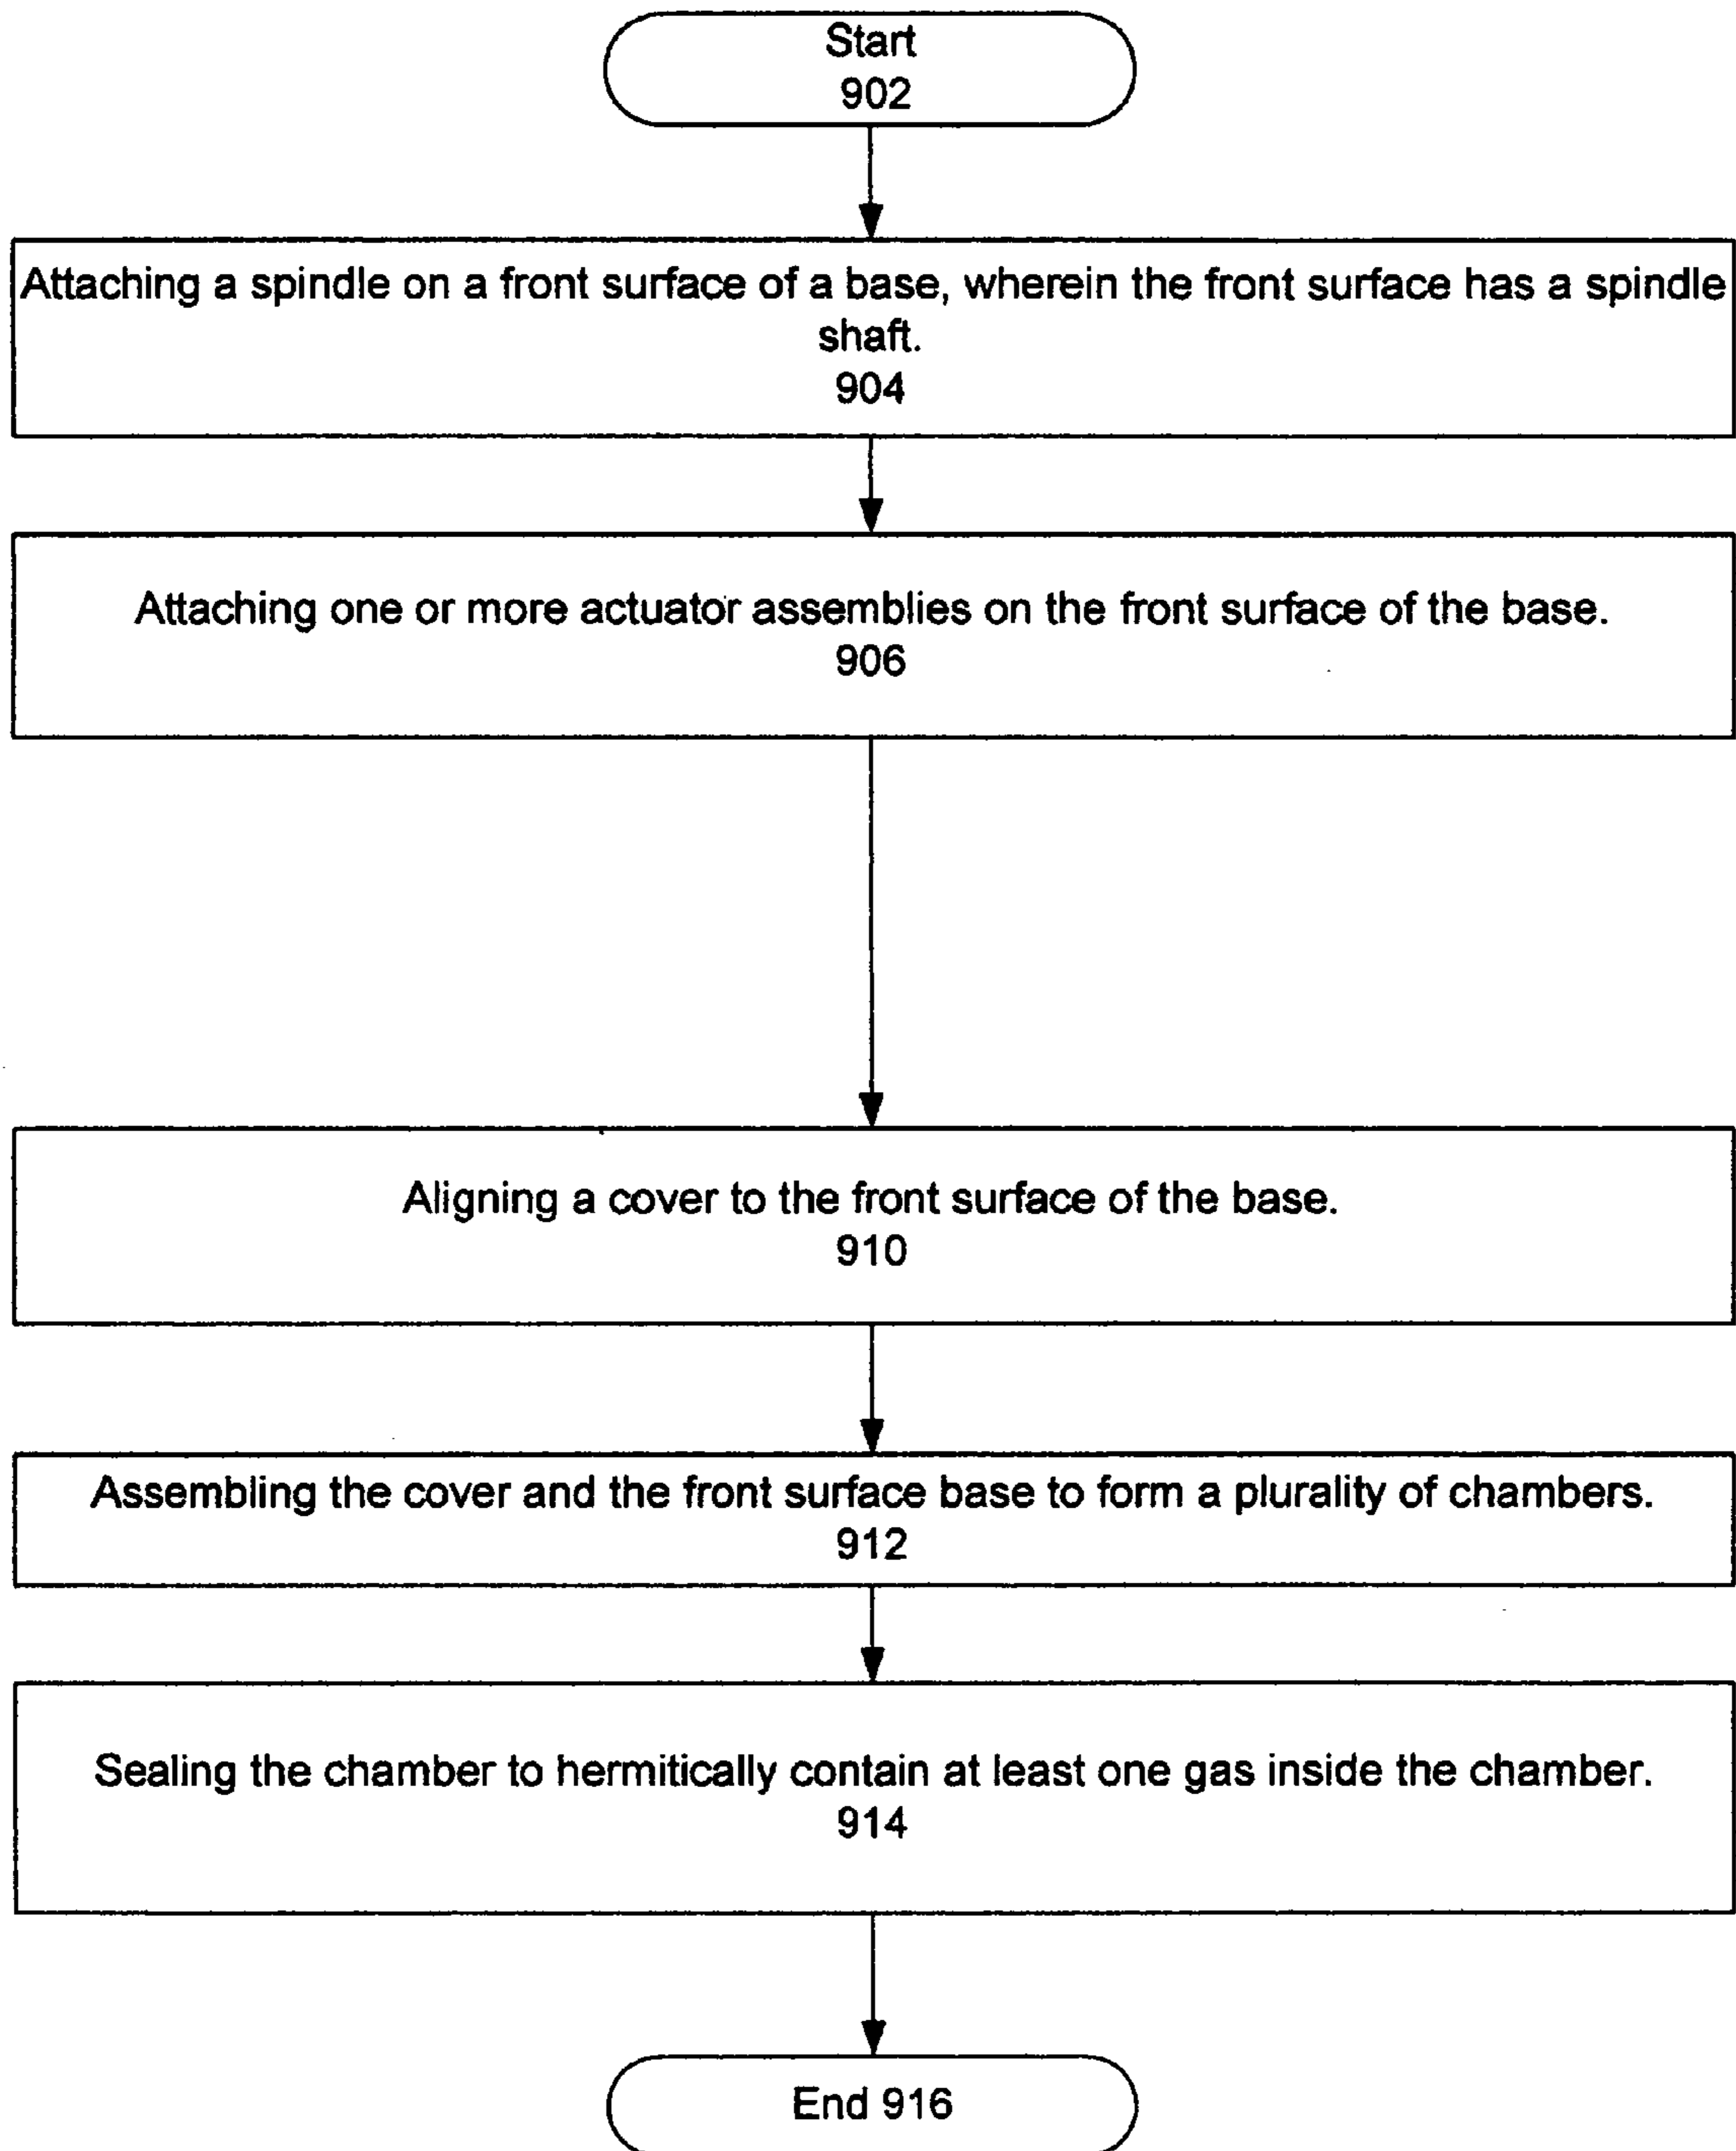 Start
902
Attaching a spindle on a front surface of a base, wherein the front surface has a spindle
shaft.
904
Attaching one or more actuator assemblies on the front surface of the base.
906
Aligning a cover to the front surface of the base.
910
Assembling the cover and the front surface base to form a plurality of chambers.
912
Sealing the chamber to hermitically contain at least one gas inside the chamber.
914
End 916